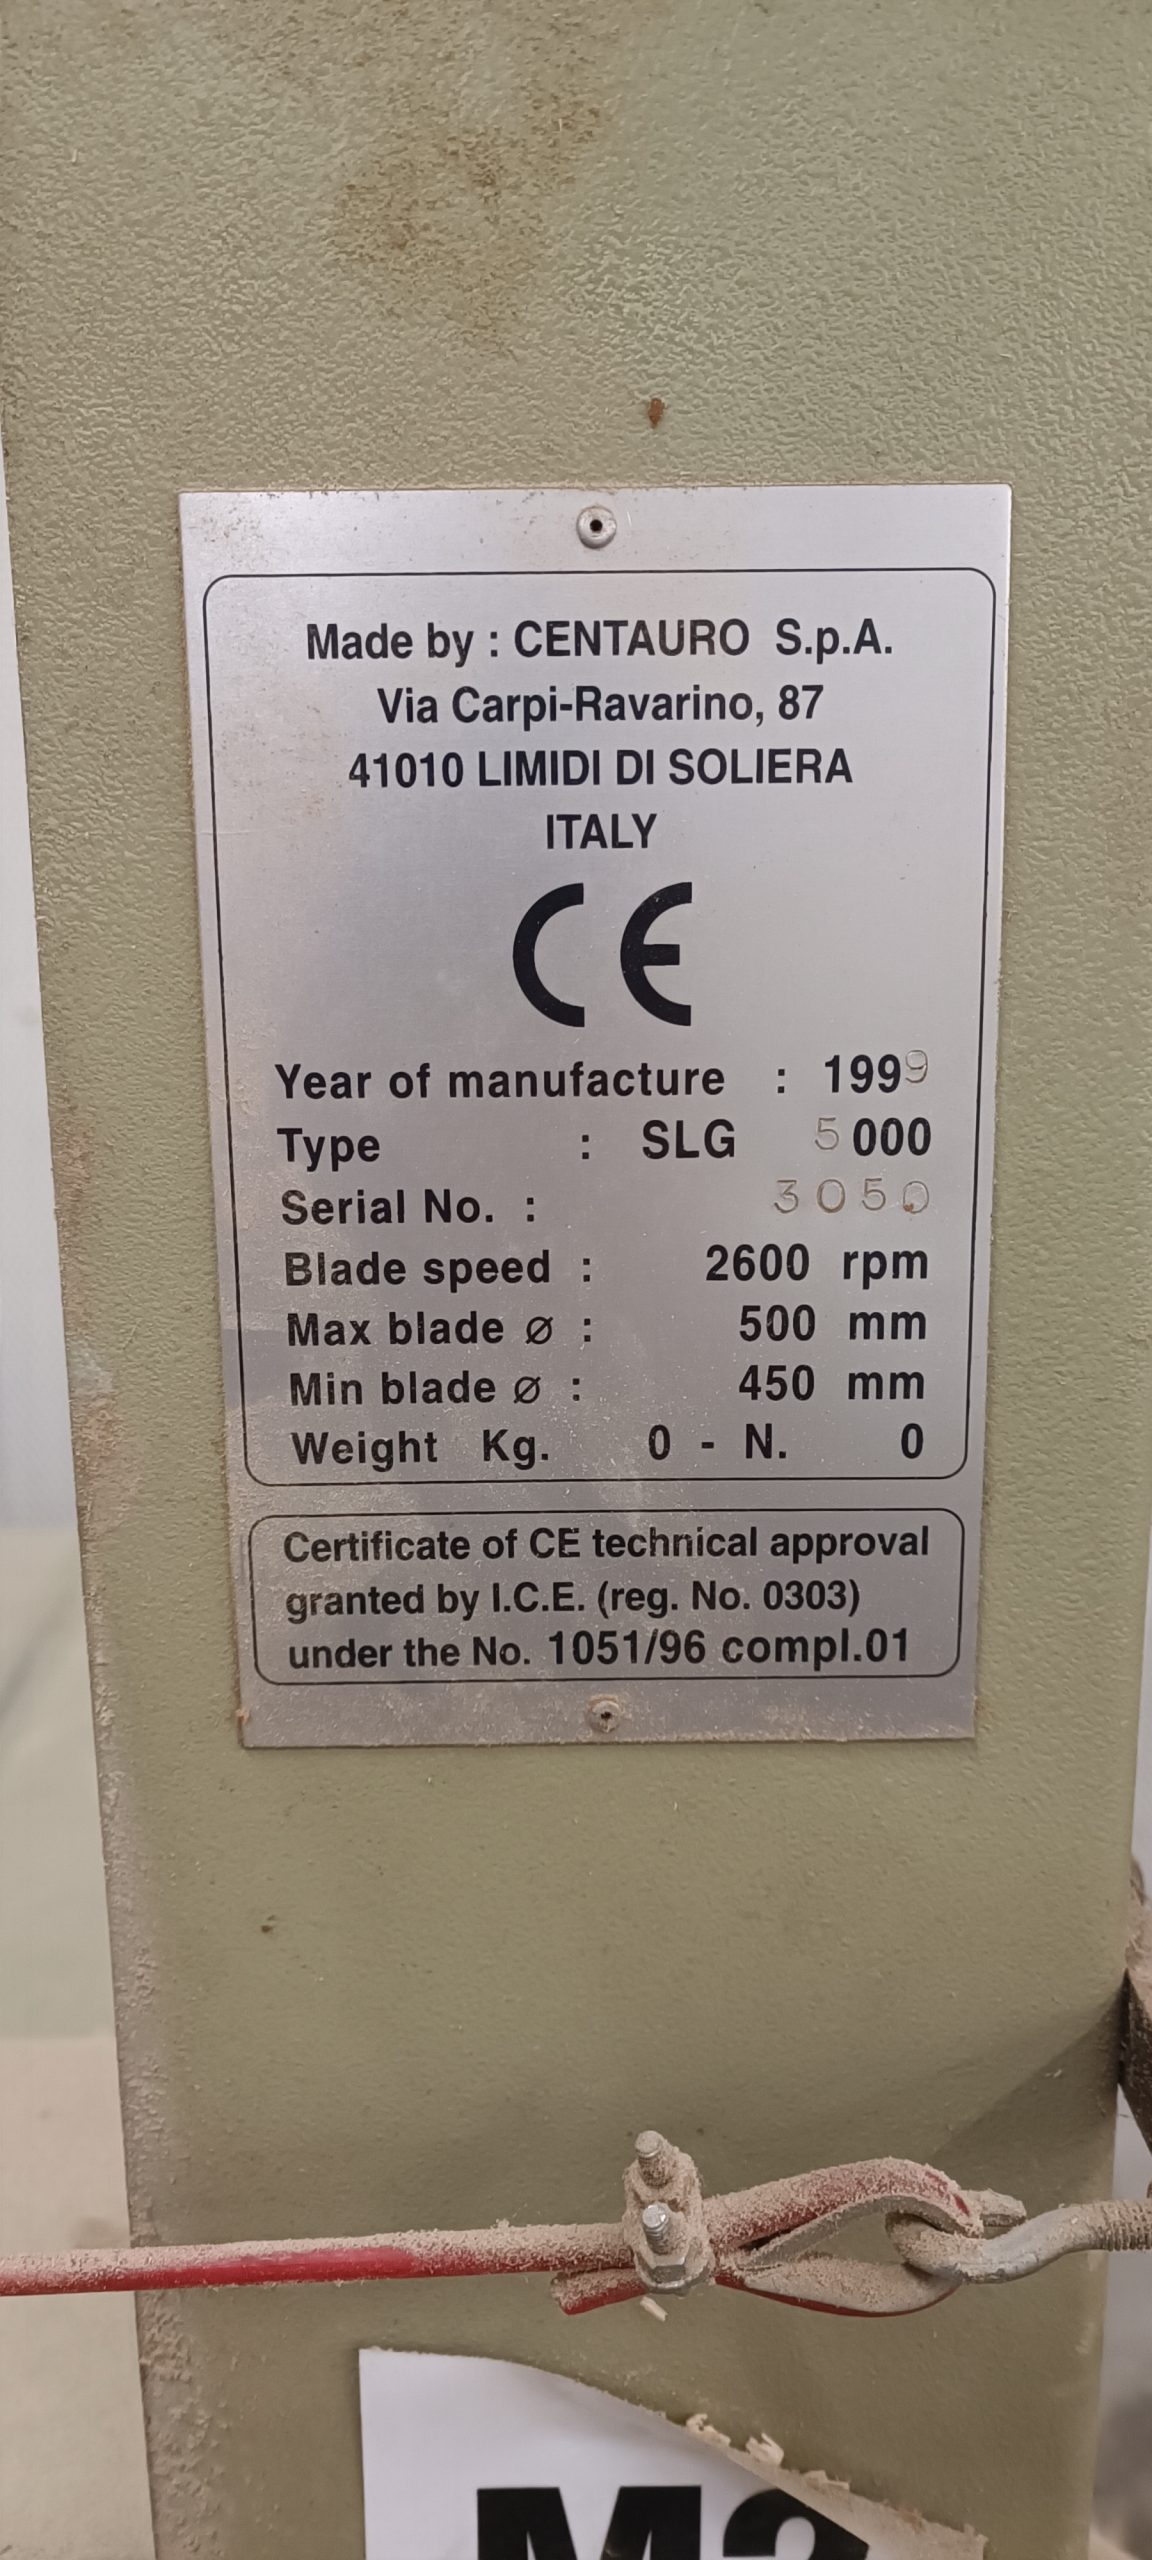 Made by : CENTAURO S.p.A.
Via Carpi-Ravarino, 87
41010 LIMIDI DI SOLIERA
ITALY
CE
Year of manufacture : 1999
Type : SLG 5000
Serial No. : 3050
Blade speed : 2600 rpm
Max blade ø : 500 mm
Min blade ø : 450 mm
Weight Kg. 0 - N. 0
Certificate of CE technical approval
granted by I.C.E. (reg. No. 0303)
under the No. 1051/96 compl.01